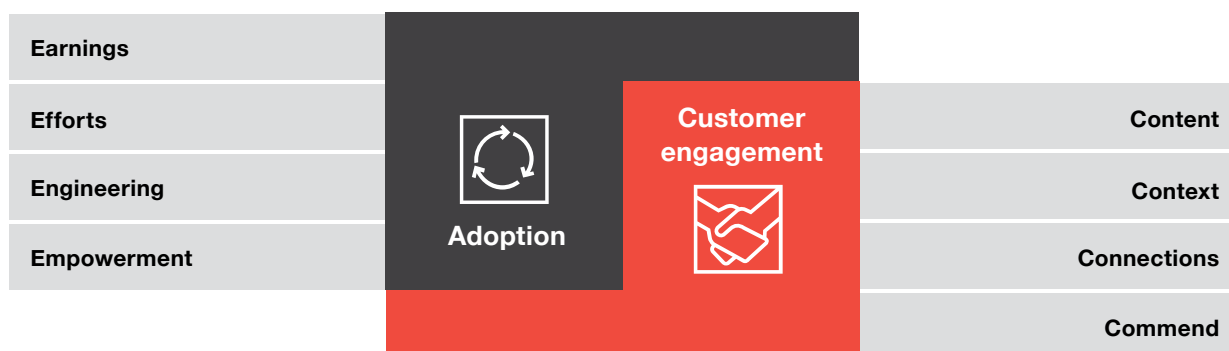 Earnings
Efforts
Engineering
Empowerment
Adoption
Customer
engagement
Content
Context
Connections
Commend